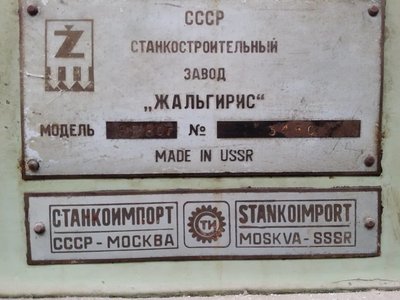 Ž
СССР
СТАНКОСТРОИТЕЛЬНЫЙ
ЗАВОД
„ЖАЛЬГИРИС"
МОДЕЛЬ №
MADE IN USSR
СТАНКОИМПОРТ
СССР - МОСКВА
STANKOIMPORT
MOSKVA - SSSR